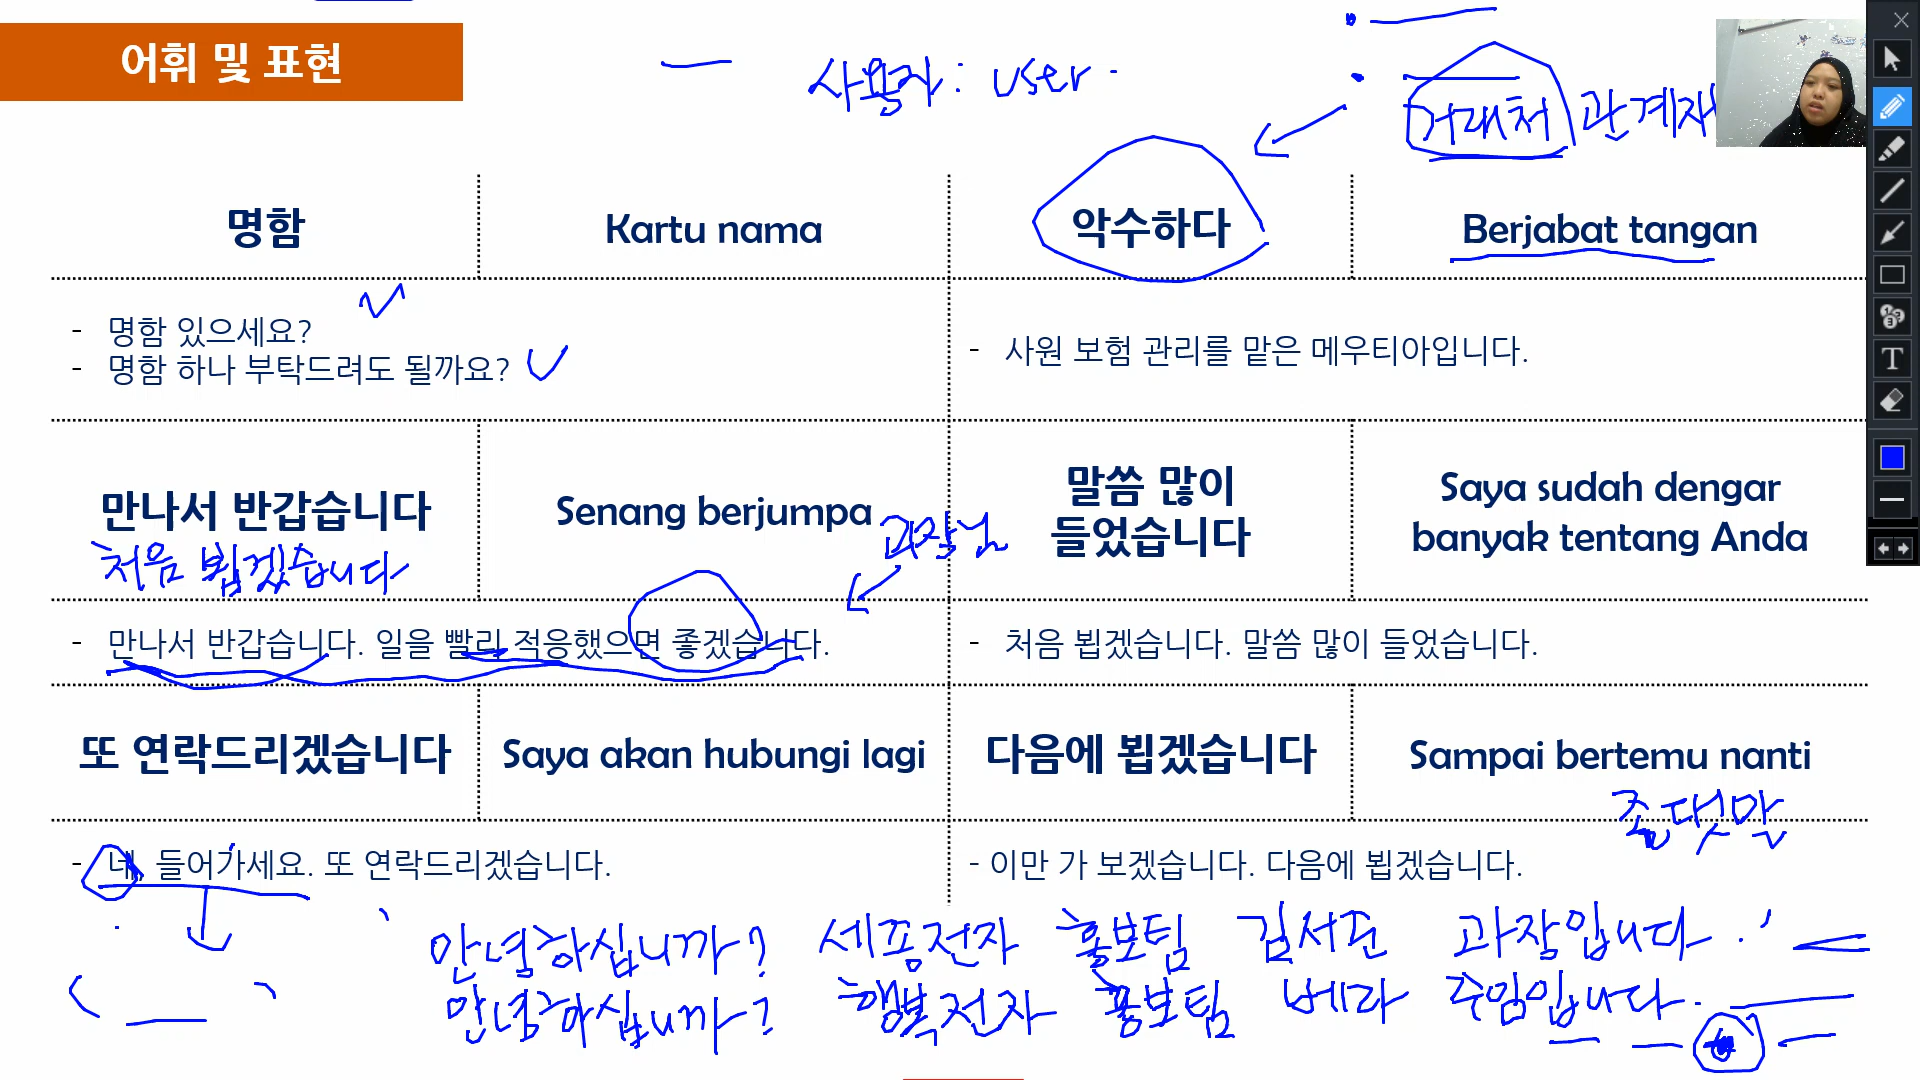 어휘 및 표현
사용자 : user
거래처 관계자
명함 Kartu nama 악수하다 Berjabat tangan
- 명함 있으세요?
- 명함 하나 부탁드려도 될까요?
- 사원 보험 관리를 맡은 메우티아입니다.
만나서 반갑습니다 Senang berjumpa 말씀 많이
들었습니다
Saya sudah dengar
banyak tentang Anda
과장님
처음 뵙겠습니다
- 만나서 반갑습니다. 일을 빨리 적응했으면 좋겠습니다.
- 처음 뵙겠습니다. 말씀 많이 들었습니다.
또 연락드리겠습니다 Saya akan hubungi lagi 다음에 뵙겠습니다 Sampai bertemu nanti
존댓말
- 네, 들어가세요. 또 연락드리겠습니다.
- 이만 가 보겠습니다. 다음에 뵙겠습니다.
안녕하십니까? 세종전자 홍보팀 김서준 과장입니다.
안녕하십니까? 행복전자 홍보팀 베라 주임입니다.